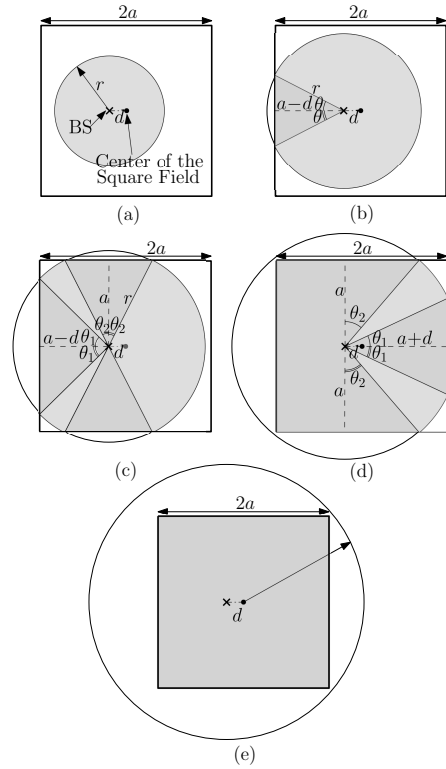 2a
2a
r
d
BS
Center of the
Square Field
r
a−d θ
θ
d
(a)
(b)
2a
2a
a
r
θ₂ θ₂
a−d θ₁
θ₁
d
a
θ₂
θ₁
a+d
d
θ₁
θ₂
a
(c)
(d)
2a
d
(e)